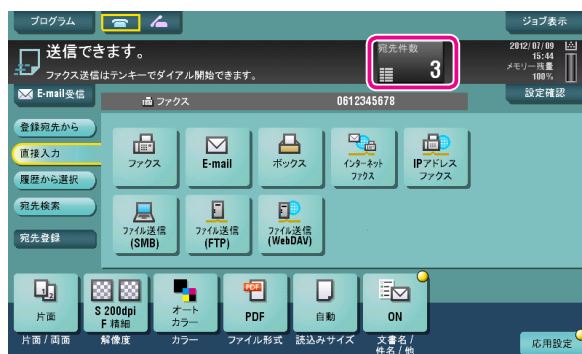 プログラム
ジョブ表示
送信できます。
ファクス送信はテンキーでダイアル開始できます。
宛先件数
3
2012/07/09
15:44
メモリー残量
100%
E-mail受信
ファクス
0612345678
設定確認
登録宛先から
直接入力
履歴から選択
宛先検索
宛先登録
ファクス
E-mail
ボックス
インターネット
ファクス
IPアドレス
ファクス
ファイル送信
(SMB)
ファイル送信
(FTP)
ファイル送信
(WebDAV)
片面
S 200dpi
F 精細
オート
カラー
PDF
PDF
自動
ON
片面 / 両面
解像度
カラー
ファイル形式
読込みサイズ
文書名 /
件名 / 他
応用設定